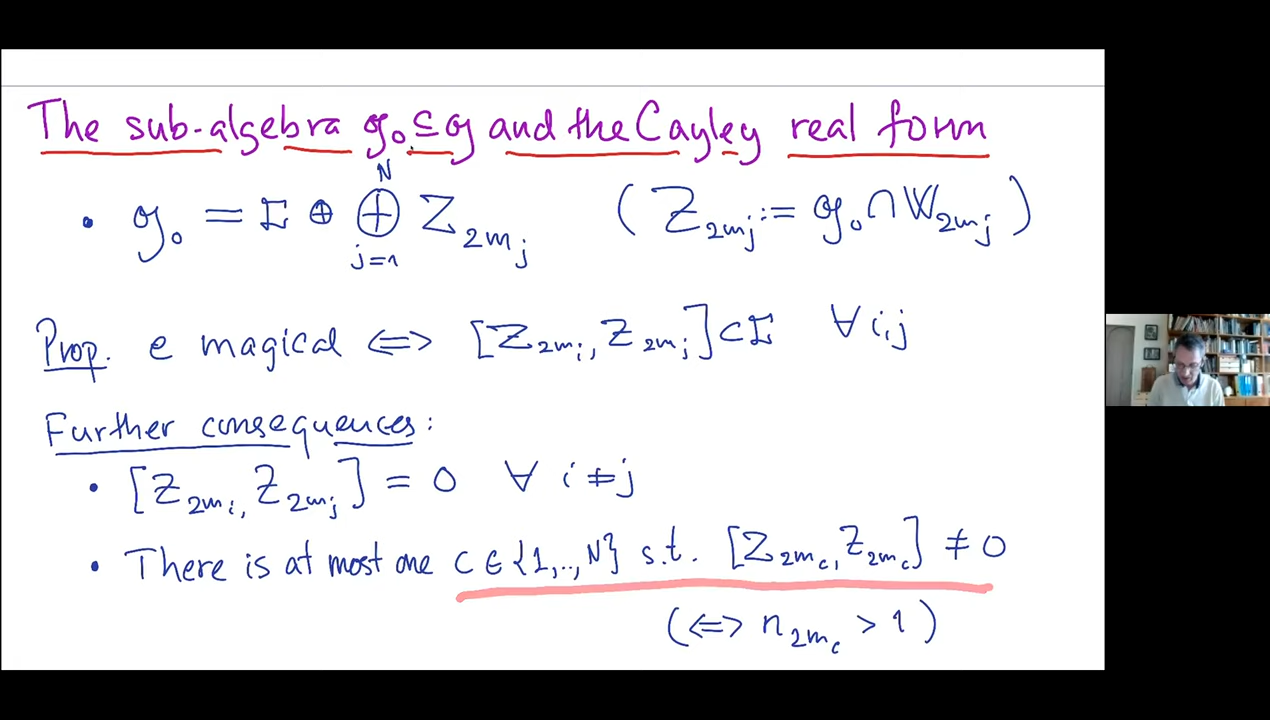 The sub-algebra 𝔤₀ ⊆ 𝔤 and the Cayley real form
• 𝔤₀ = 𝔠 ⊕ ⊕_{j=1}^{N} Z_{2m_j} ( Z_{2m_j} := 𝔤₀ ∩ W_{2m_j} )
Prop. e magical ⟺ [Z_{2m_i}, Z_{2m_j}] ⊂ 𝔠 ∀ i,j
Further consequences:
• [Z_{2m_i}, Z_{2m_j}] = 0 ∀ i ≠ j
• There is at most one c ∈ {1,..,N} s.t. [Z_{2m_c}, Z_{2m_c}] ≠ 0
(⟺ n_{2m_c} > 1)